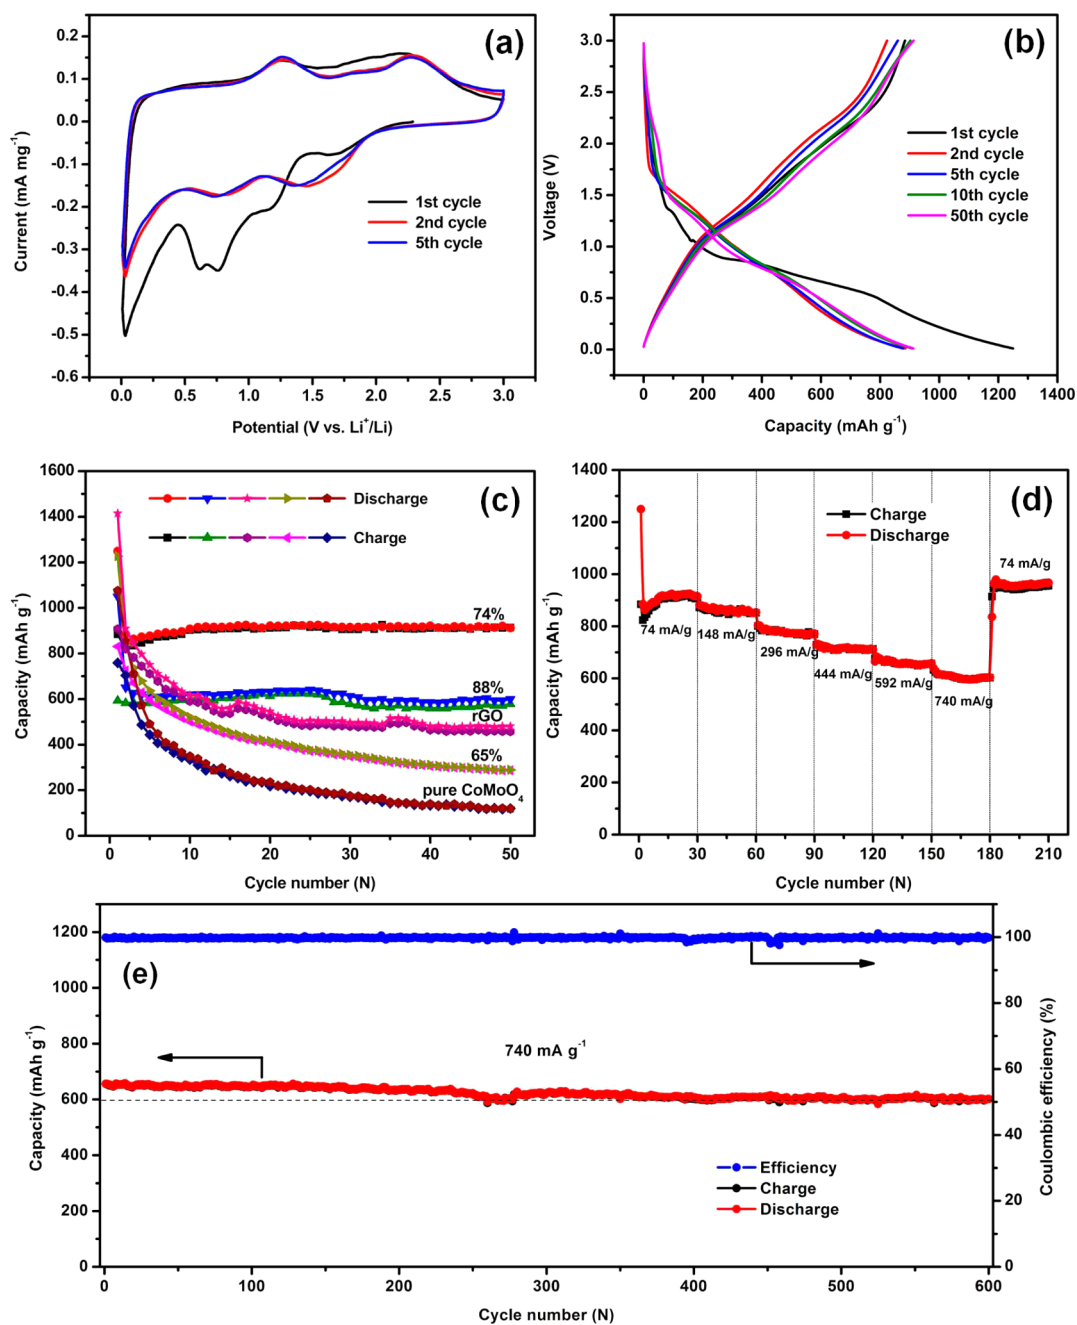 (a)
0.2
0.1
0.0
-0.1
-0.2
-0.3
-0.4
-0.5
-0.6
Current (mA mg⁻¹)
1st cycle
2nd cycle
5th cycle
0.0 0.5 1.0 1.5 2.0 2.5 3.0
Potential (V vs. Li⁺/Li)
(b)
3.0
2.5
2.0
1.5
1.0
0.5
0.0
Voltage (V)
1st cycle
2nd cycle
5th cycle
10th cycle
50th cycle
0 200 400 600 800 1000 1200 1400
Capacity (mAh g⁻¹)
(c)
1600
1400
1200
1000
800
600
400
200
0
Capacity (mAh g⁻¹)
Discharge
Charge
74%
88%
rGO
65%
pure CoMoO₄
0 10 20 30 40 50
Cycle number (N)
(d)
1400
1200
1000
800
600
400
200
0
Capacity (mAh g⁻¹)
Charge
Discharge
74 mA/g
74 mA/g
148 mA/g
296 mA/g
444 mA/g
592 mA/g
740 mA/g
0 30 60 90 120 150 180 210
Cycle number (N)
(e)
1200
1000
800
600
400
200
0
Capacity (mAh g⁻¹)
740 mA g⁻¹
Efficiency
Charge
Discharge
100
80
60
40
20
0
Coulombic efficiency (%)
0 100 200 300 400 500 600
Cycle number (N)